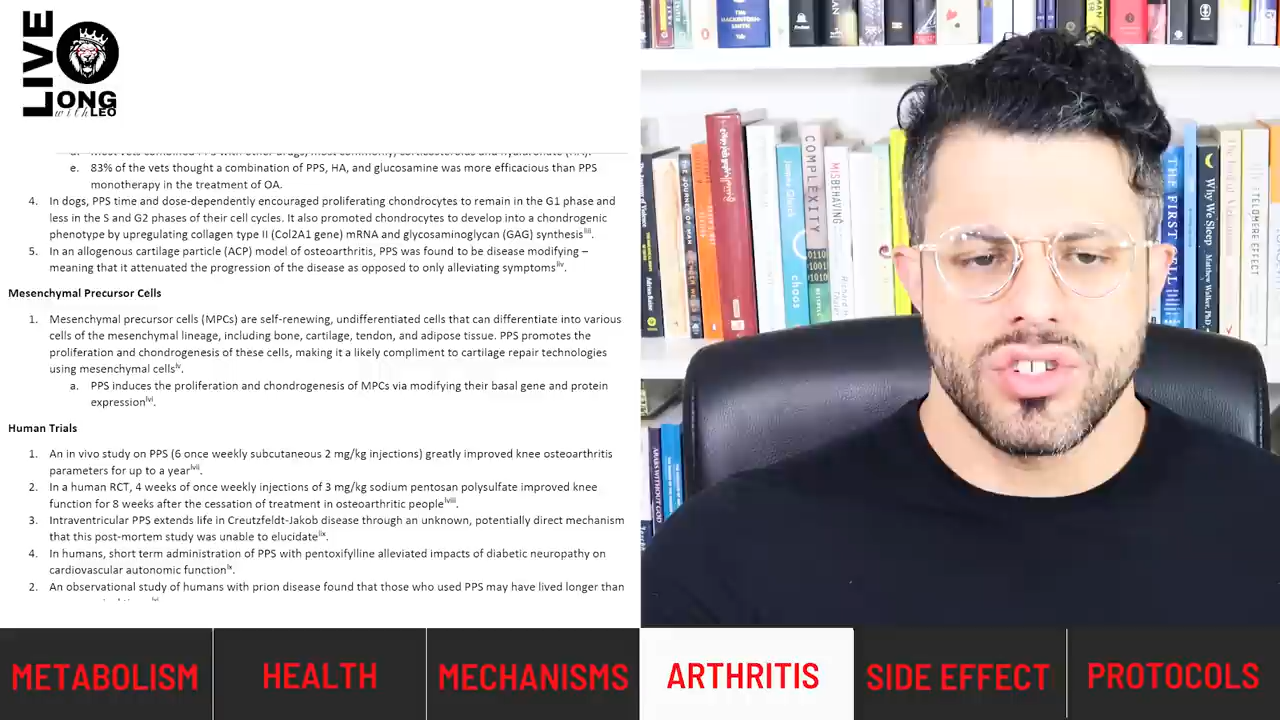 LIVE
LONG
with LEO
e. 83% of the vets thought a combination of PPS, HA, and glucosamine was more efficacious than PPS
monotherapy in the treatment of OA.
4. In dogs, PPS time and dose-dependently encouraged proliferating chondrocytes to remain in the G1 phase and
less in the S and G2 phases of their cell cycles. It also promoted chondrocytes to develop into a chondrogenic
phenotype by upregulating collagen type II (Col2A1 gene) mRNA and glycosaminoglycan (GAG) synthesis
5. In an allogenous cartilage particle (ACP) model of osteoarthritis, PPS was found to be disease modifying –
meaning that it attenuated the progression of the disease as opposed to only alleviating symptoms liv.
Mesenchymal Precursor Cells
1. Mesenchymal precursor cells (MPCs) are self-renewing, undifferentiated cells that can differentiate into various
cells of the mesenchymal lineage, including bone, cartilage, tendon, and adipose tissue. PPS promotes the
proliferation and chondrogenesis of these cells, making it a likely compliment to cartilage repair technologies
using mesenchymal cells lv.
a. PPS induces the proliferation and chondrogenesis of MPCs via modifying their basal gene and protein
expression lvi.
Human Trials
1. An in vivo study on PPS (6 once weekly subcutaneous 2 mg/kg injections) greatly improved knee osteoarthritis
parameters for up to a year lvii.
2. In a human RCT, 4 weeks of once weekly injections of 3 mg/kg sodium pentosan polysulfate improved knee
function for 8 weeks after the cessation of treatment in osteoarthritic people lviii.
3. Intraventricular PPS extends life in Creutzfeldt-Jakob disease through an unknown, potentially direct mechanism
that this post-mortem study was unable to elucidate lix.
4. In humans, short term administration of PPS with pentoxifylline alleviated impacts of diabetic neuropathy on
cardiovascular autonomic function lx.
2. An observational study of humans with prion disease found that those who used PPS may have lived longer than
COMPLEXITY
MISBEHAVING
chaos
THE FIRST CELL
Why We Sleep Matthew Walker, PhD
THE TELOMERE EFFECT
METABOLISM
HEALTH
MECHANISMS
ARTHRITIS
SIDE EFFECT
PROTOCOLS